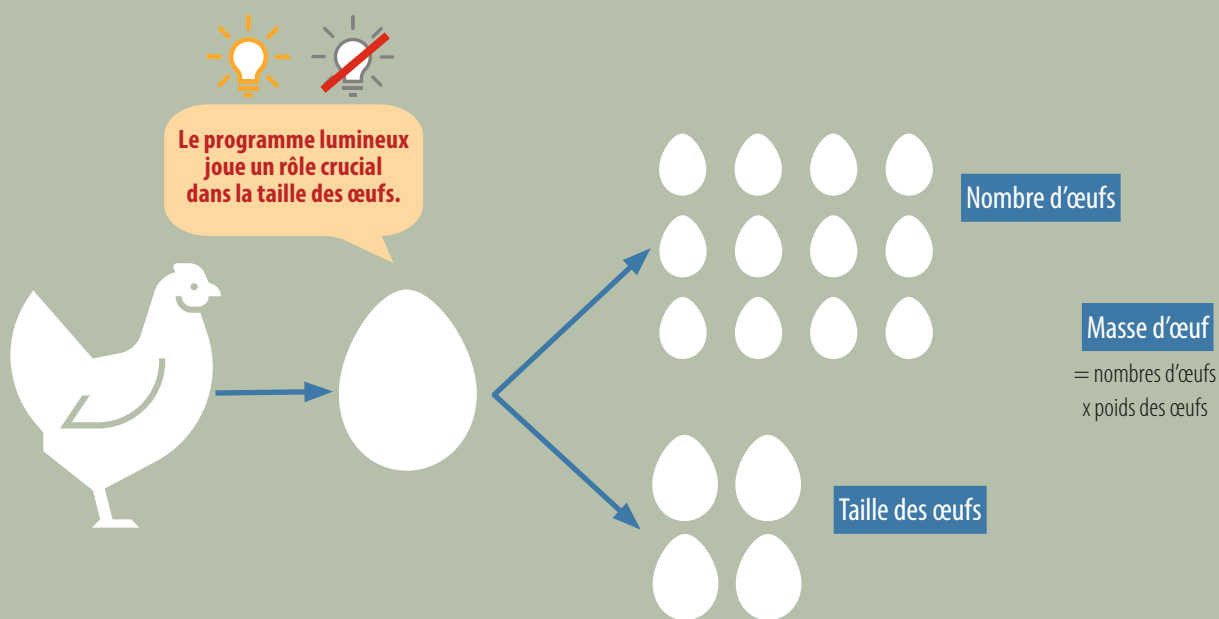 Le programme lumineux
joue un rôle crucial
dans la taille des œufs.
Nombre d’œufs
Masse d’œuf
= nombres d’œufs
x poids des œufs
Taille des œufs